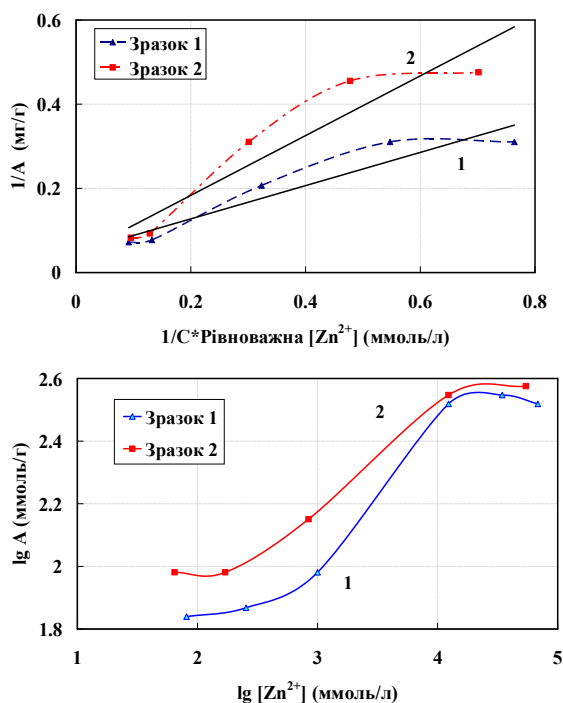 0.6
0.4
0.2
0
1/A (мг/г)
Зразок 1
Зразок 2
2
1
0 0.2 0.4 0.6 0.8
1/C*Рівноважна [Zn²⁺] (ммоль/л)
2.6
2.4
2.2
2
1.8
lg A (ммоль/г)
Зразок 1
Зразок 2
2
1
1 2 3 4 5
lg [Zn²⁺] (ммоль/л)